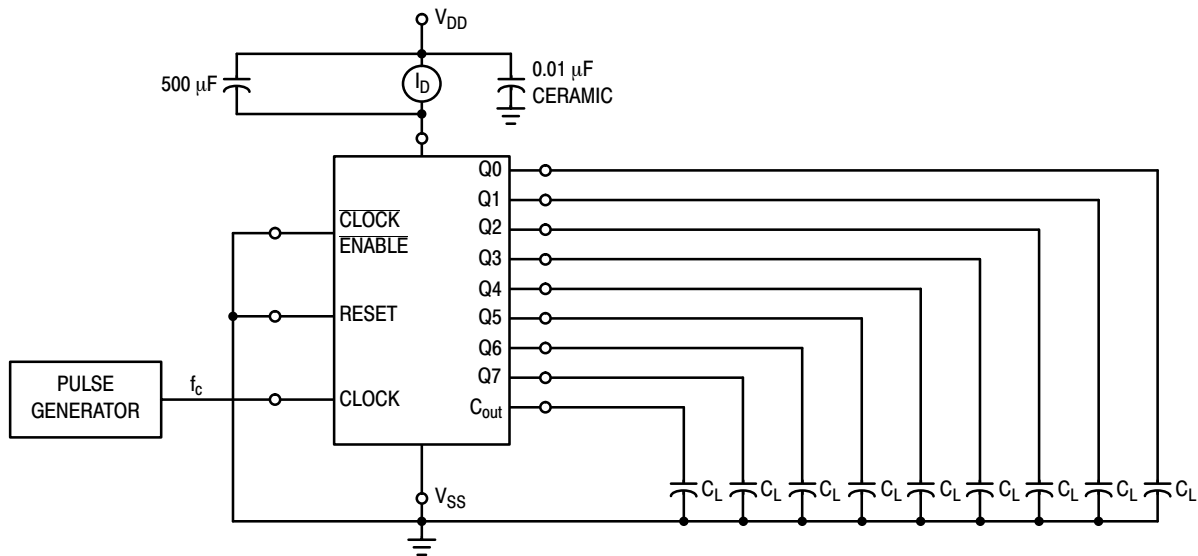 V_DD
500 μF
I_D
0.01 μF
CERAMIC
CLOCK
ENABLE
RESET
CLOCK
Q0
Q1
Q2
Q3
Q4
Q5
Q6
Q7
C_out
PULSE
GENERATOR
f_c
V_SS
C_L
C_L
C_L
C_L
C_L
C_L
C_L
C_L
C_L